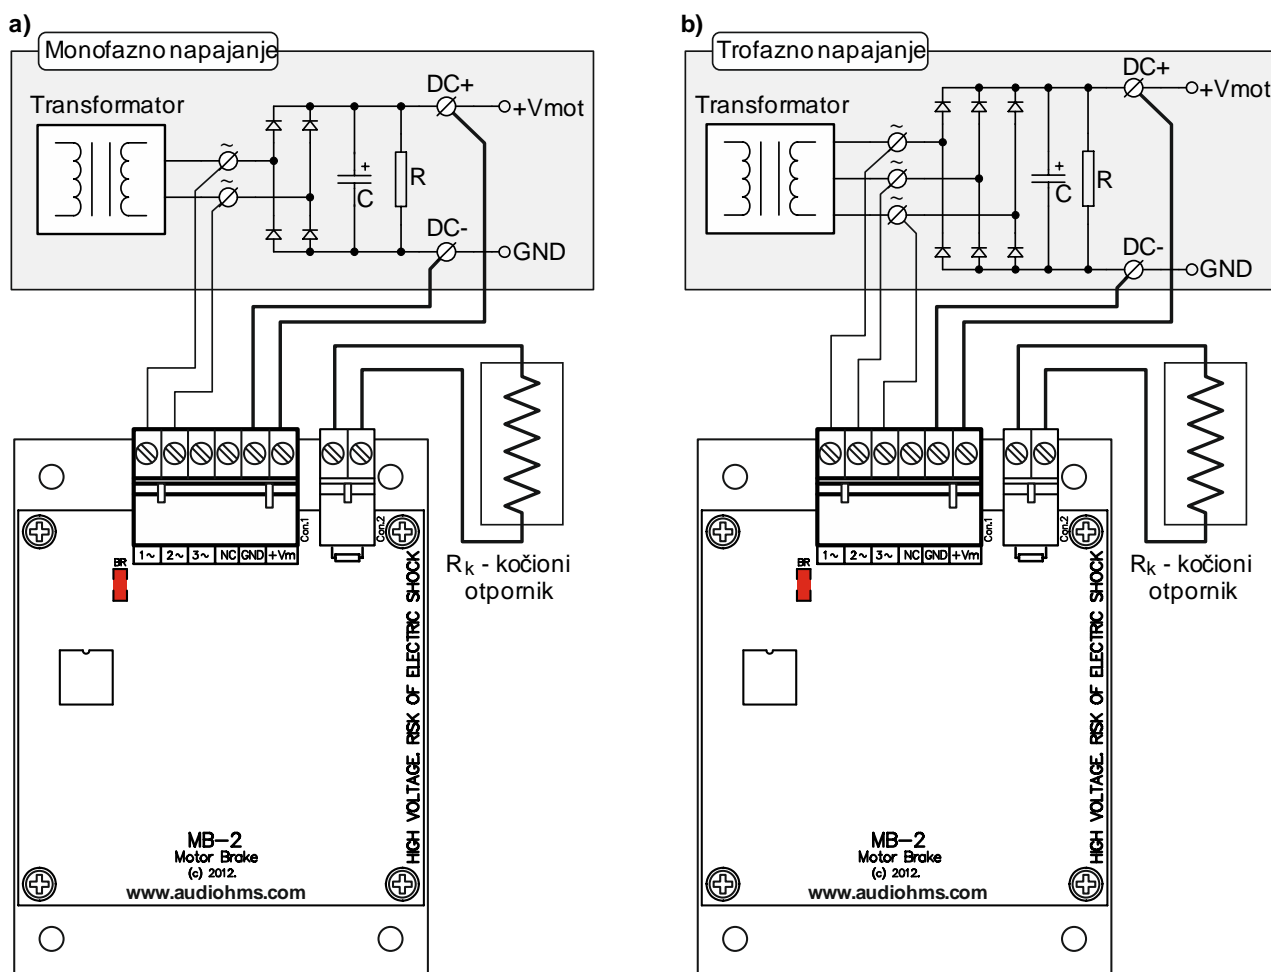 a)
Monofazno napajanje
Transformator
~
~
+
C
R
DC+
+Vmot
DC-
GND
1~ 2~ 3~ NC GND +Vm
Con.1
Con.2
BR
Rk - kočioni
otpornik
HIGH VOLTAGE. RISK OF ELECTRIC SHOCK
MB-2
Motor Brake
(c) 2012.
www.audiohms.com
b)
Trofazno napajanje
Transformator
~
~
~
+
C
R
DC+
+Vmot
DC-
GND
1~ 2~ 3~ NC GND +Vm
Con.1
Con.2
BR
Rk - kočioni
otpornik
HIGH VOLTAGE. RISK OF ELECTRIC SHOCK
MB-2
Motor Brake
(c) 2012.
www.audiohms.com